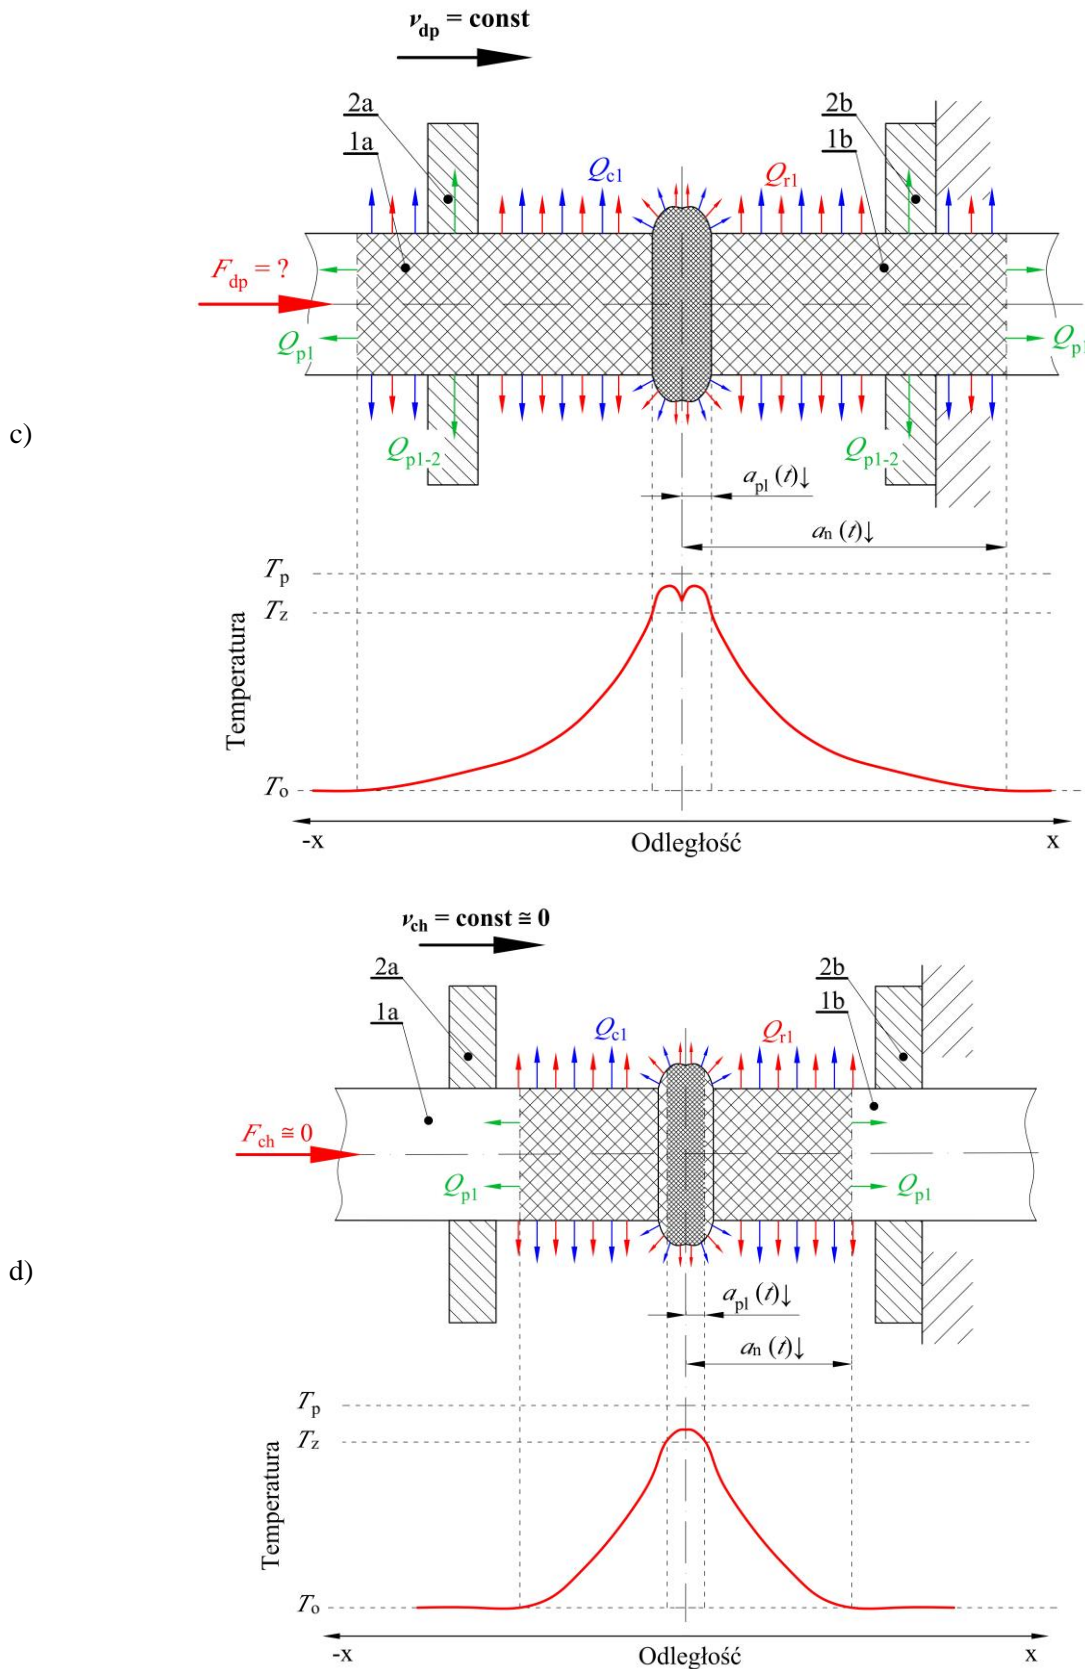 ν_dp = const
2a
1a
2b
1b
Q_c1
Q_r1
F_dp = ?
Q_p1
Q_p1
c)
Q_p1-2
Q_p1-2
a_pl (t)↓
a_n (t)↓
T_p
T_z
Temperatura
T_o
-x
Odległość
x
ν_ch = const ≅ 0
2a
1a
2b
1b
Q_c1
Q_r1
F_ch ≅ 0
Q_p1
Q_p1
d)
a_pl (t)↓
a_n (t)↓
T_p
T_z
Temperatura
T_o
-x
Odległość
x